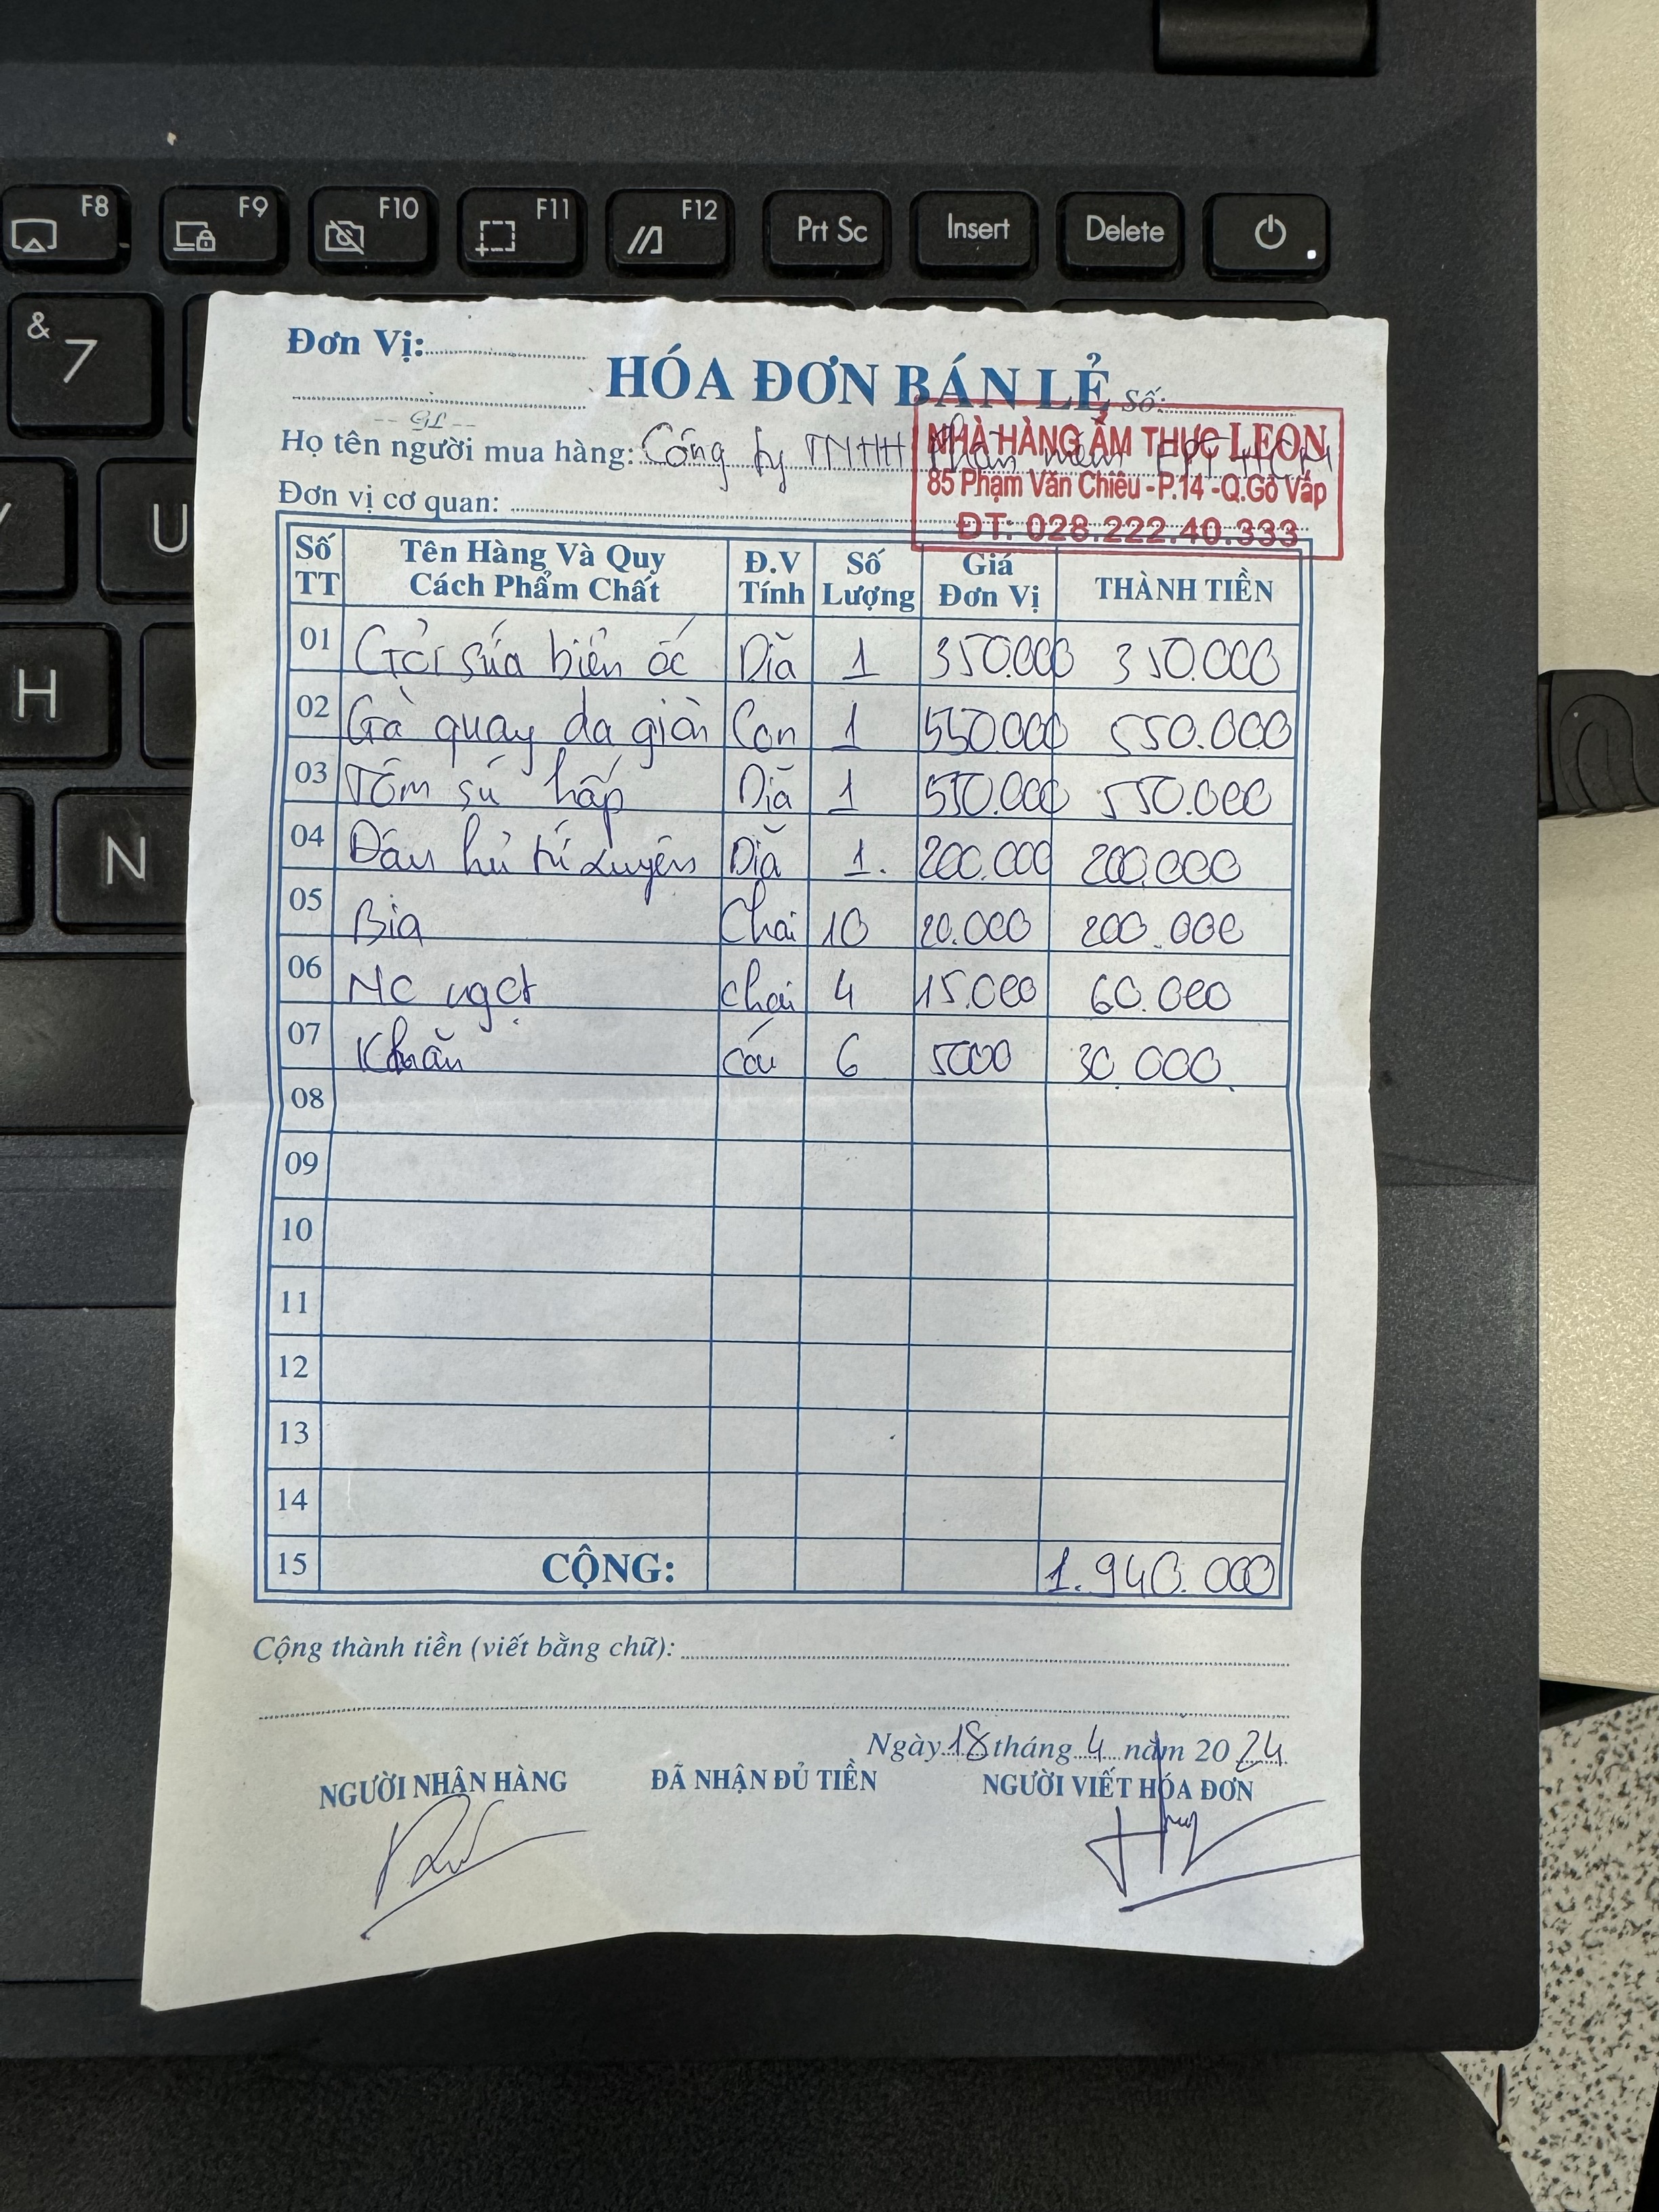 F8
F9
F10
F11
F12
Prt Sc
Insert
Delete
&
7
U
H
N
Đơn Vị:
HÓA ĐƠN BÁN LẺ
Số:
-- GL --
Họ tên người mua hàng: Công ty TNHH Phần mềm FPT HCM
NHÀ HÀNG ẨM THỰC LEON
85 Phạm Văn Chiêu - P.14 - Q.Gò Vấp
ĐT: 028.222.40.333
Đơn vị cơ quan:
Số TT Tên Hàng Và Quy Cách Phẩm Chất Đ.V Tính Số Lượng Giá Đơn Vị THÀNH TIỀN
01 Gỏi sứa biển ốc Dĩa 1 350.000 350.000
02 Gà quay da giòn Con 1 550.000 550.000
03 Tôm sú hấp Dĩa 1 550.000 550.000
04 Đậu hủ tứ xuyên Dĩa 1. 200.000 200.000
05 Bia Chai 10 20.000 200.000
06 Nc ngọt chai 4 15.000 60.000
07 Khăn cái 6 5000 30.000
08
09
10
11
12
13
14
15 CỘNG: 1.940.000
Cộng thành tiền (viết bằng chữ):
Ngày 18 tháng 4 năm 2024
NGƯỜI NHẬN HÀNG ĐÃ NHẬN ĐỦ TIỀN NGƯỜI VIẾT HÓA ĐƠN